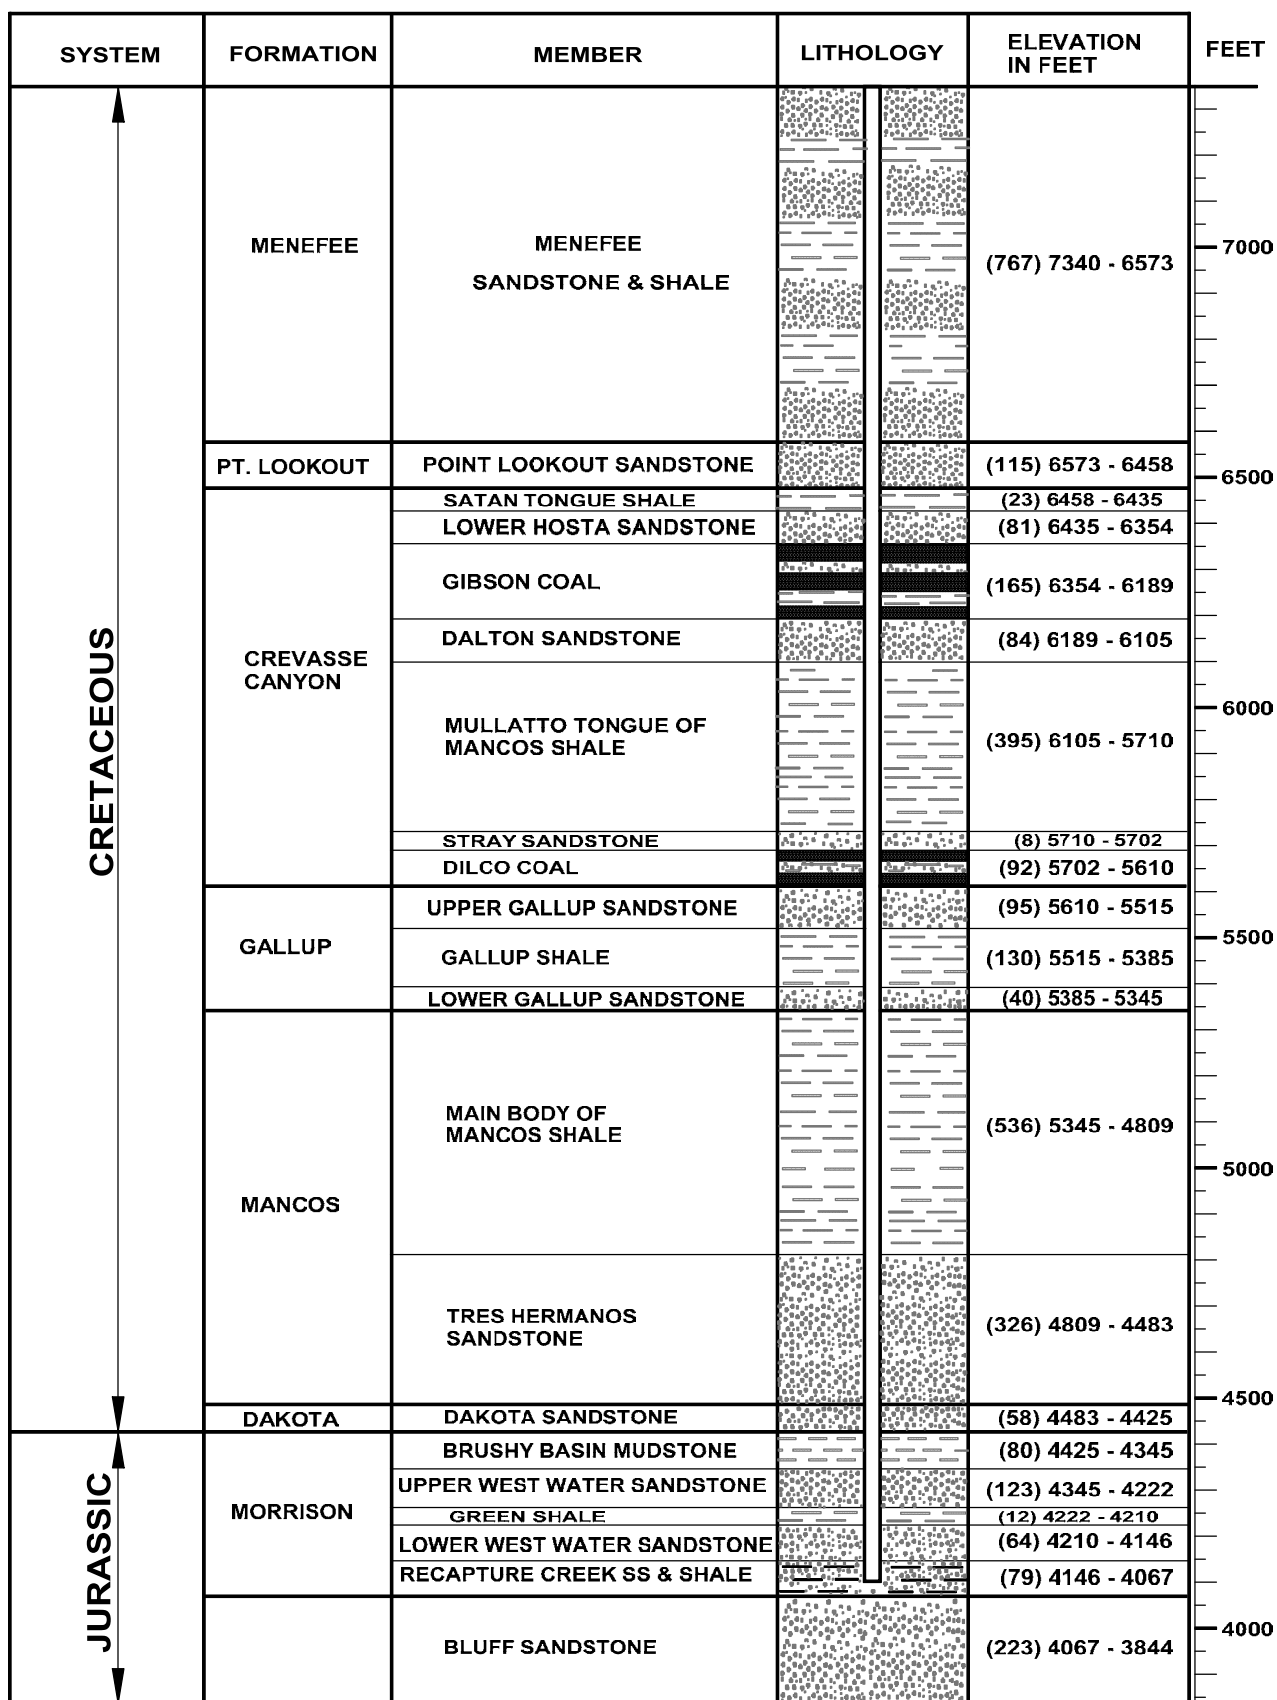 SYSTEM FORMATION MEMBER LITHOLOGY ELEVATION IN FEET FEET
CRETACEOUS
MENEFEE
MENEFEE
SANDSTONE & SHALE
(767) 7340 - 6573
PT. LOOKOUT POINT LOOKOUT SANDSTONE (115) 6573 - 6458
CREVASSE
CANYON
SATAN TONGUE SHALE (23) 6458 - 6435
LOWER HOSTA SANDSTONE (81) 6435 - 6354
GIBSON COAL (165) 6354 - 6189
DALTON SANDSTONE (84) 6189 - 6105
MULLATTO TONGUE OF
MANCOS SHALE
(395) 6105 - 5710
STRAY SANDSTONE (8) 5710 - 5702
DILCO COAL (92) 5702 - 5610
GALLUP
UPPER GALLUP SANDSTONE (95) 5610 - 5515
GALLUP SHALE (130) 5515 - 5385
LOWER GALLUP SANDSTONE (40) 5385 - 5345
MANCOS
MAIN BODY OF
MANCOS SHALE
(536) 5345 - 4809
TRES HERMANOS
SANDSTONE
(326) 4809 - 4483
DAKOTA DAKOTA SANDSTONE (58) 4483 - 4425
JURASSIC
MORRISON
BRUSHY BASIN MUDSTONE (80) 4425 - 4345
UPPER WEST WATER SANDSTONE (123) 4345 - 4222
GREEN SHALE (12) 4222 - 4210
LOWER WEST WATER SANDSTONE (64) 4210 - 4146
RECAPTURE CREEK SS & SHALE (79) 4146 - 4067
BLUFF SANDSTONE (223) 4067 - 3844
7000
6500
6000
5500
5000
4500
4000